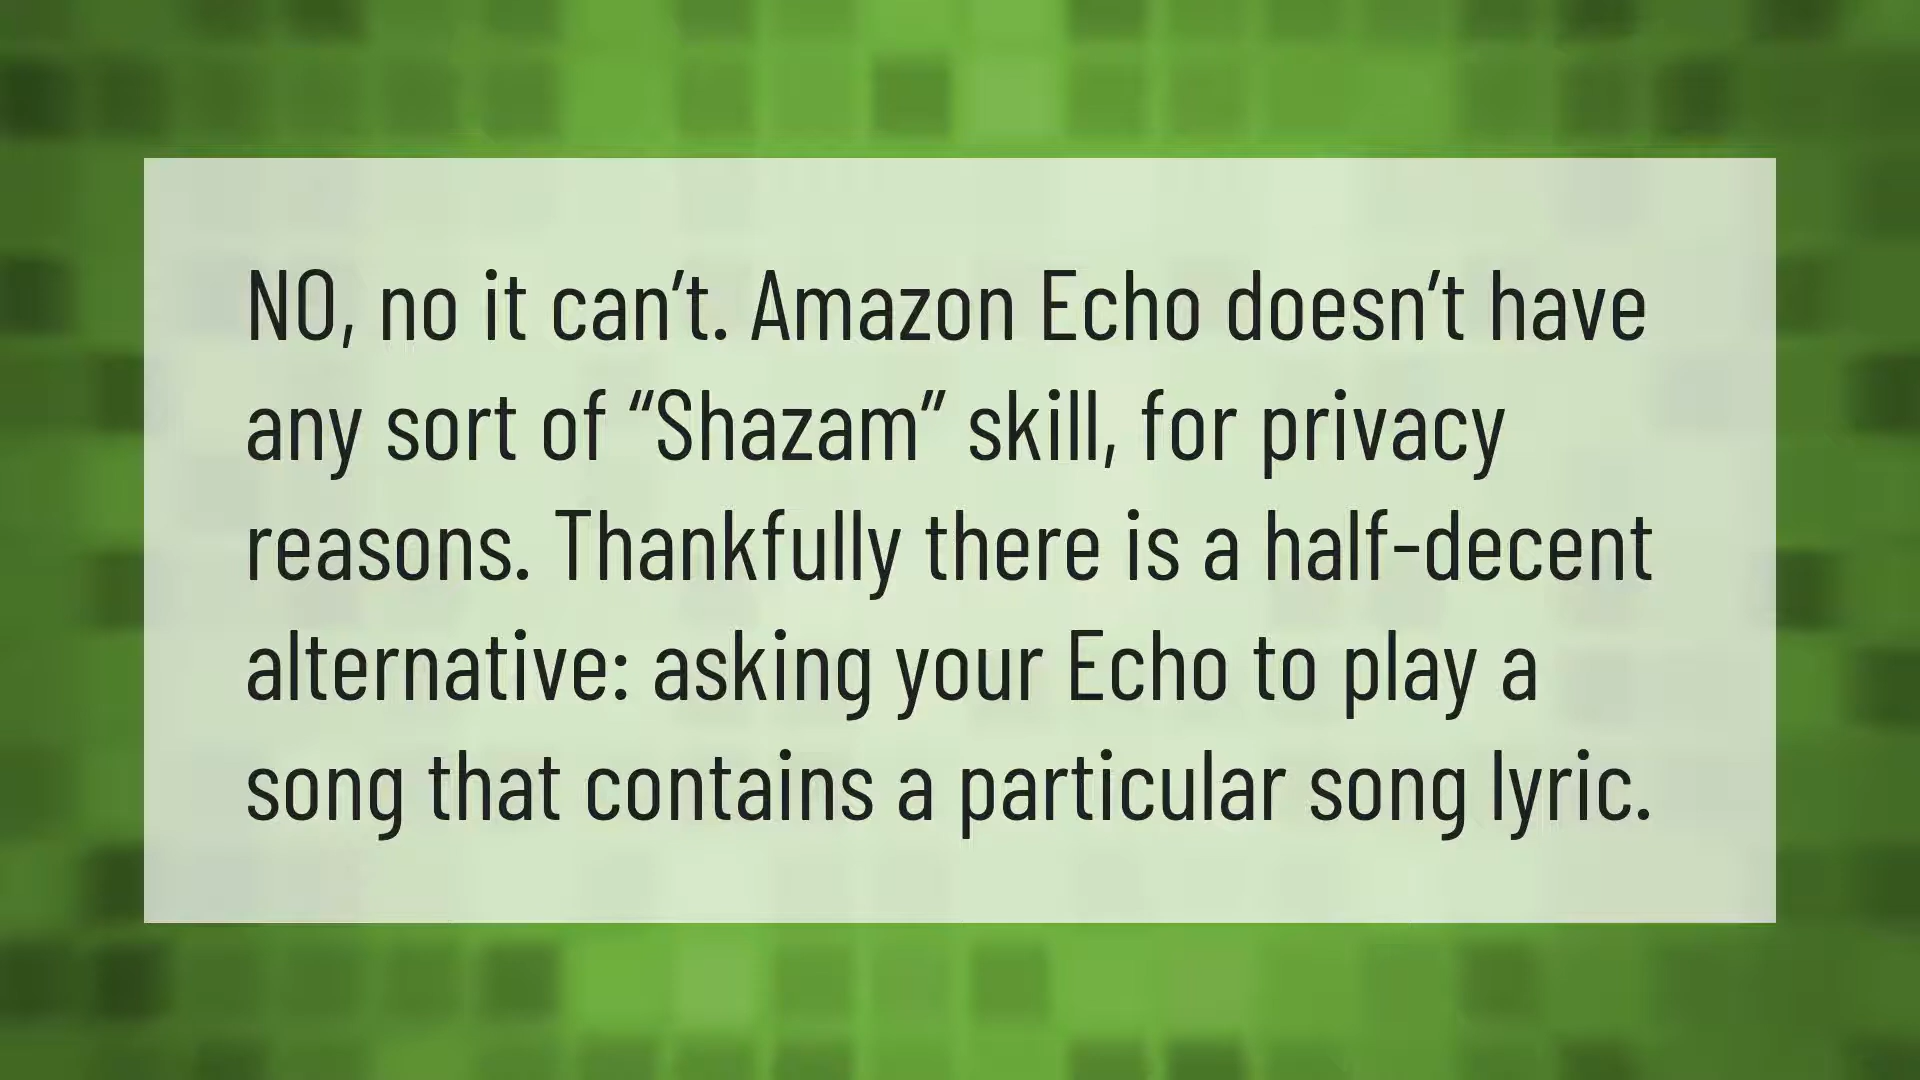 NO, no it can’t. Amazon Echo doesn’t have
any sort of “Shazam” skill, for privacy
reasons. Thankfully there is a half-decent
alternative: asking your Echo to play a
song that contains a particular song lyric.